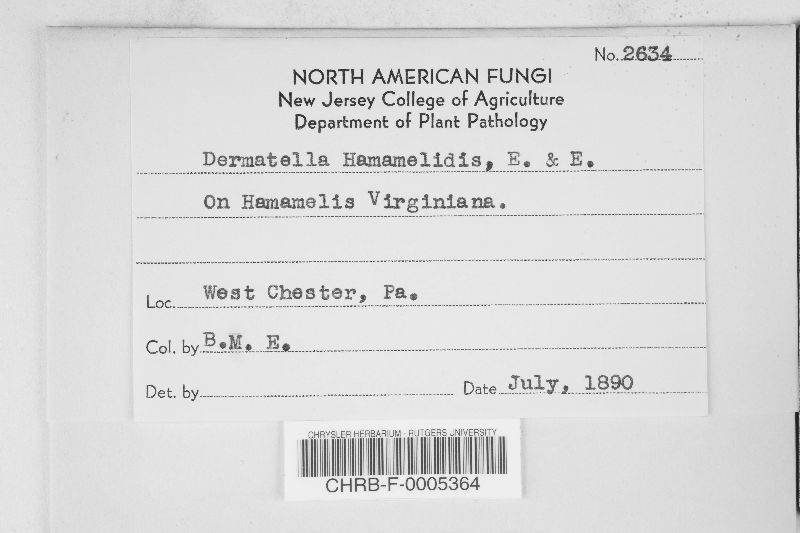 No. 2634
NORTH AMERICAN FUNGI
New Jersey College of Agriculture
Department of Plant Pathology
Dermatella Hamamelidis, E. & E.
On Hamamelis Virginiana.
Loc. West Chester, Pa.
Col. by B.M. E.
Det. by
Date July, 1890
CHRYSLER HERBARIUM - RUTGERS UNIVERSITY
CHRB-F-0005364